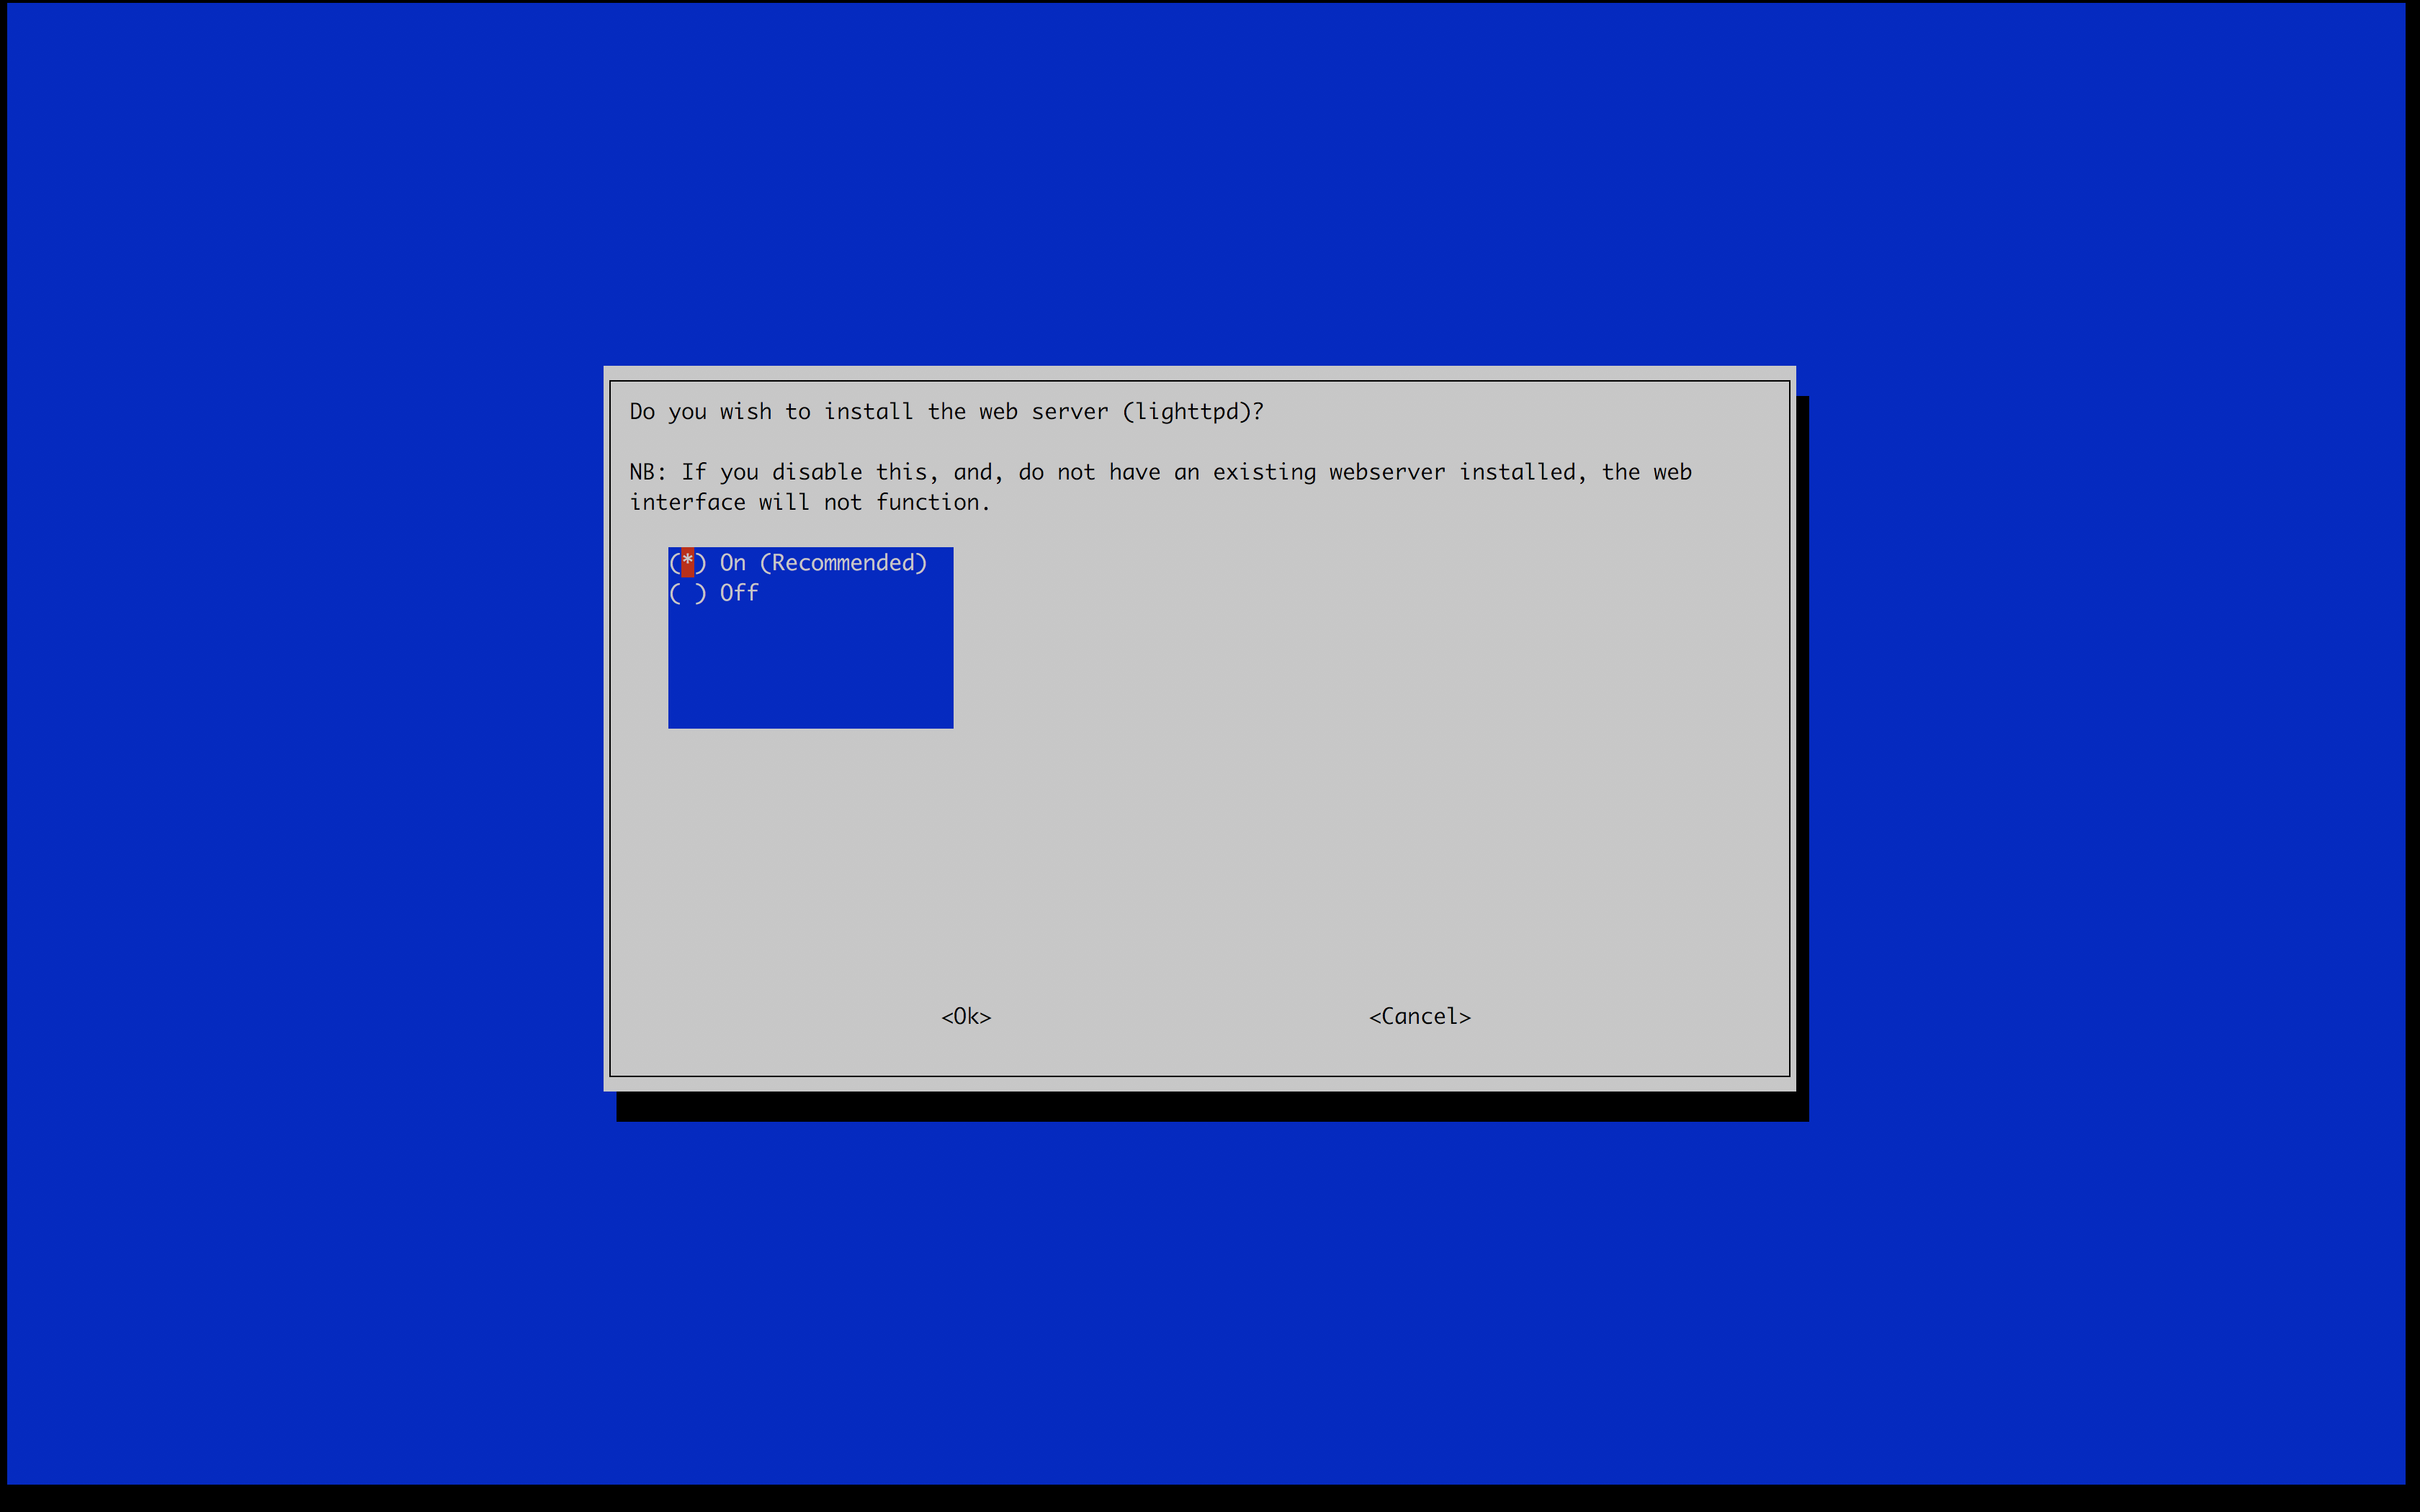 Do you wish to install the web server (lighttpd)?
NB: If you disable this, and, do not have an existing webserver installed, the web
interface will not function.
(*) On (Recommended)
( ) Off
<Ok> <Cancel>